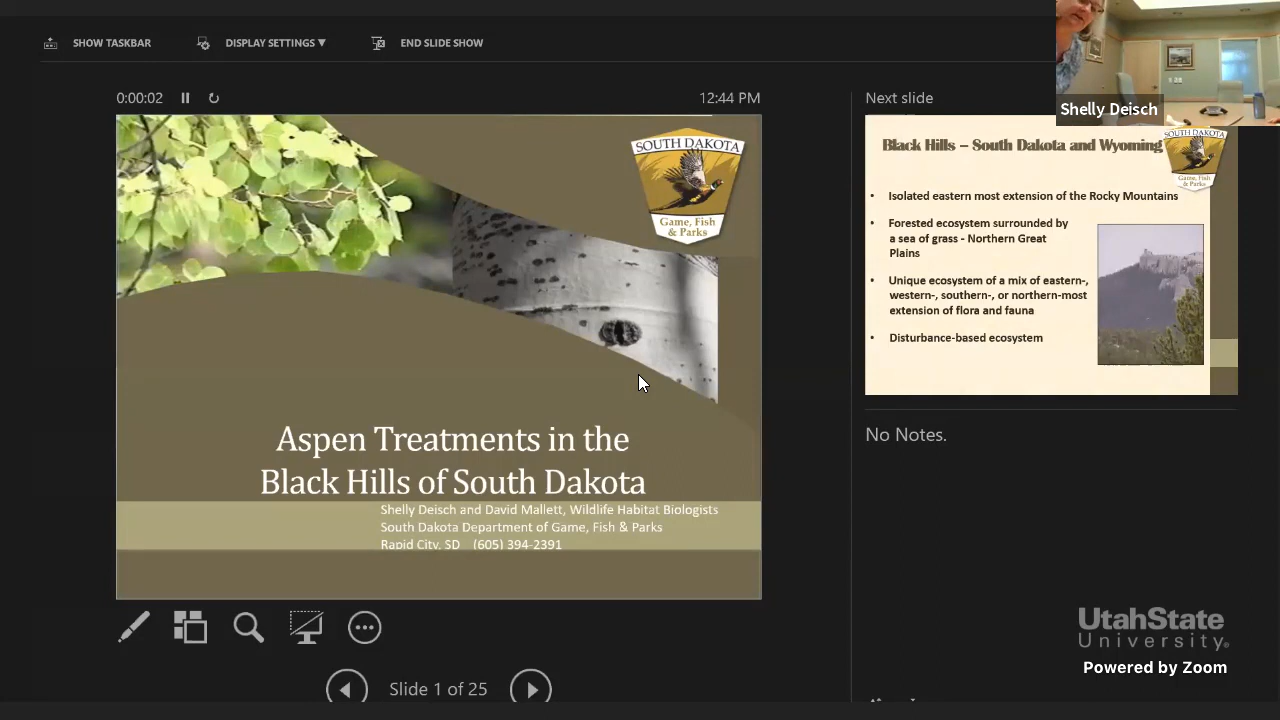 SHOW TASKBAR
DISPLAY SETTINGS ▼
END SLIDE SHOW
0:00:02
12:44 PM
SOUTH DAKOTA
Game, Fish
& Parks
Aspen Treatments in the
Black Hills of South Dakota
Shelly Deisch and David Mallett, Wildlife Habitat Biologists
South Dakota Department of Game, Fish & Parks
Rapid City, SD (605) 394-2391
Slide 1 of 25
Shelly Deisch
Next slide
Black Hills – South Dakota and Wyoming
SOUTH DAKOTA
Game, Fish
& Parks
• Isolated eastern most extension of the Rocky Mountains
• Forested ecosystem surrounded by
a sea of grass - Northern Great
Plains
• Unique ecosystem of a mix of eastern-,
western-, southern-, or northern-most
extension of flora and fauna
• Disturbance-based ecosystem
No Notes.
UtahState
University
Powered by Zoom